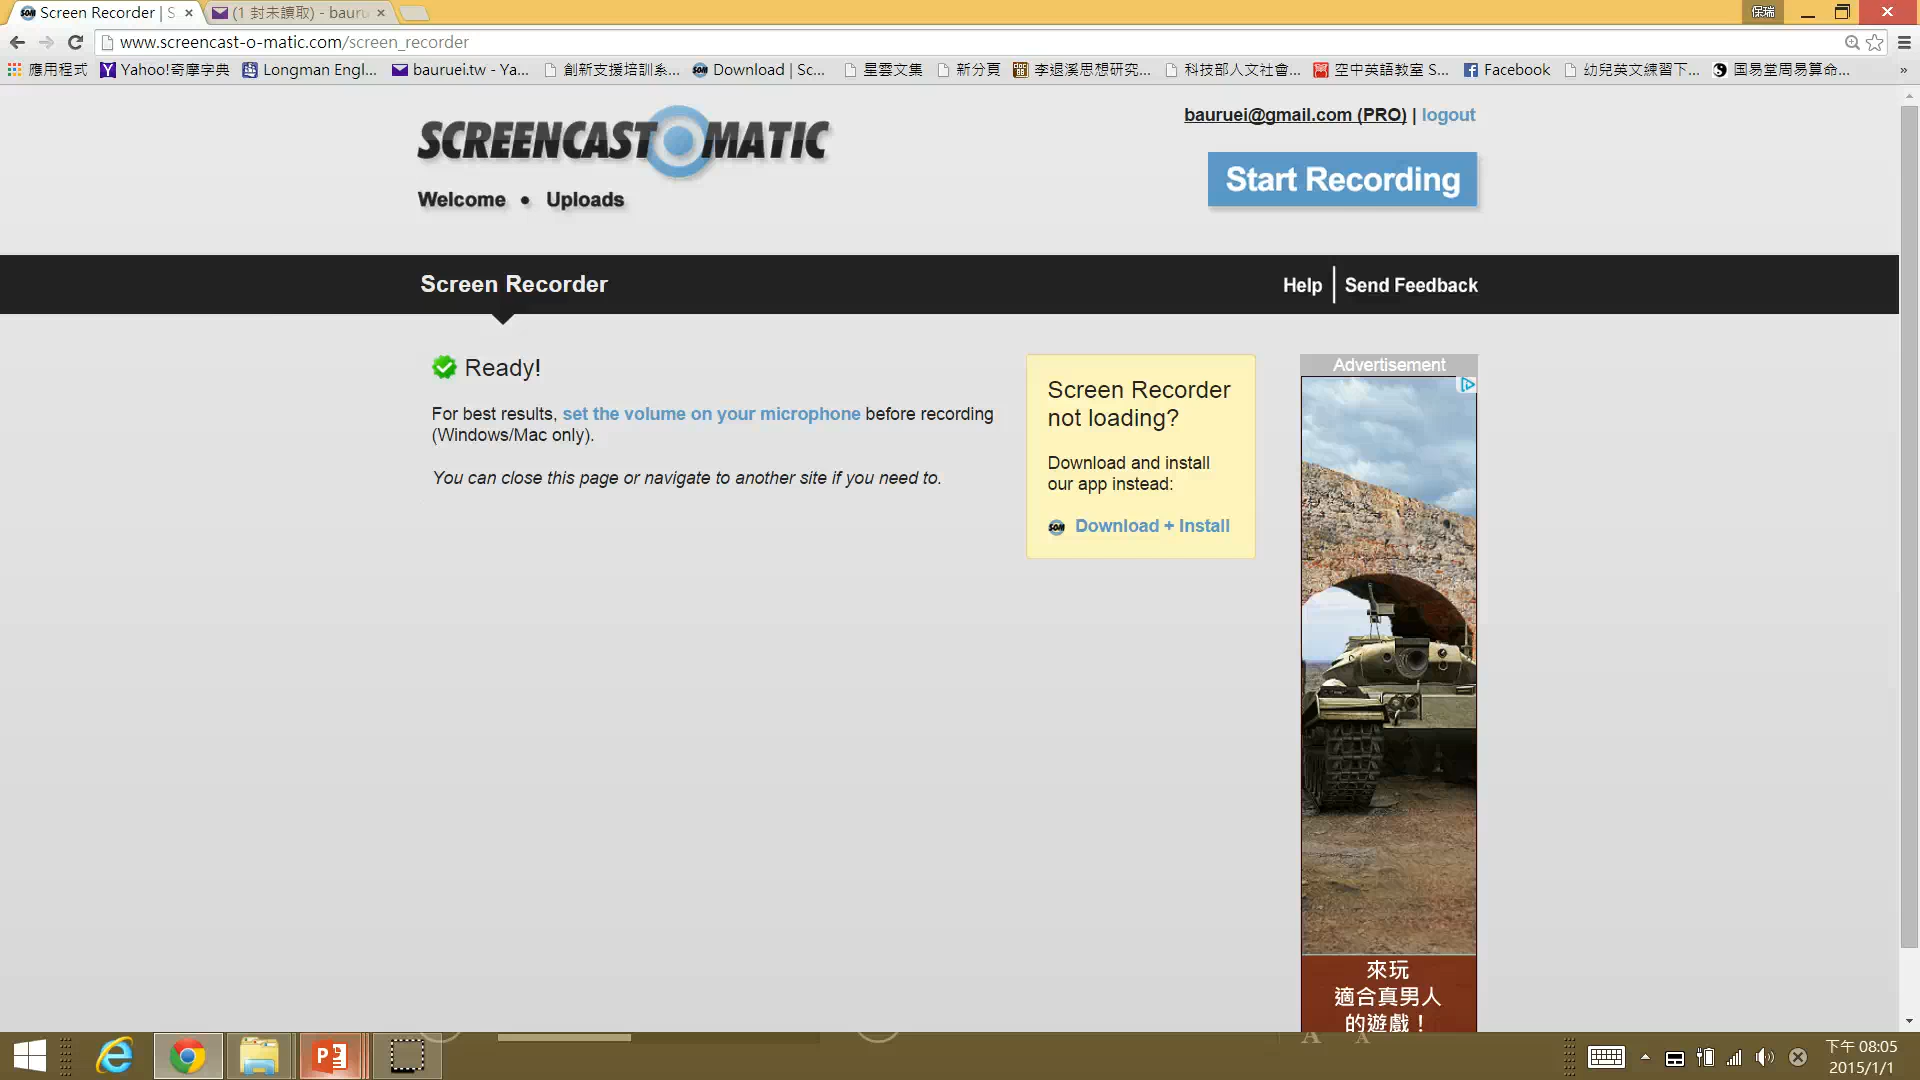 Screen Recorder | S
(1 封未讀取) - bauru
保瑞
www.screencast-o-matic.com/screen_recorder
應用程式 Yahoo!奇摩字典 Longman Engl... bauruei.tw - Ya... 創新支援培訓系... Download | Sc... 星雲文集 新分頁 李退溪思想研究... 科技部人文社會... 空中英語教室 S... Facebook 幼兒英文練習下... 国易堂周易算命... »
bauruei@gmail.com (PRO) | logout
SCREENCAST O MATIC
Start Recording
Welcome • Uploads
Screen Recorder
Help | Send Feedback
Ready!
For best results, set the volume on your microphone before recording
(Windows/Mac only).
You can close this page or navigate to another site if you need to.
Screen Recorder
not loading?
Download and install
our app instead:
SOM Download + Install
Advertisement
來玩
適合真男人
的遊戲！
A A
下午 08:05
2015/1/1